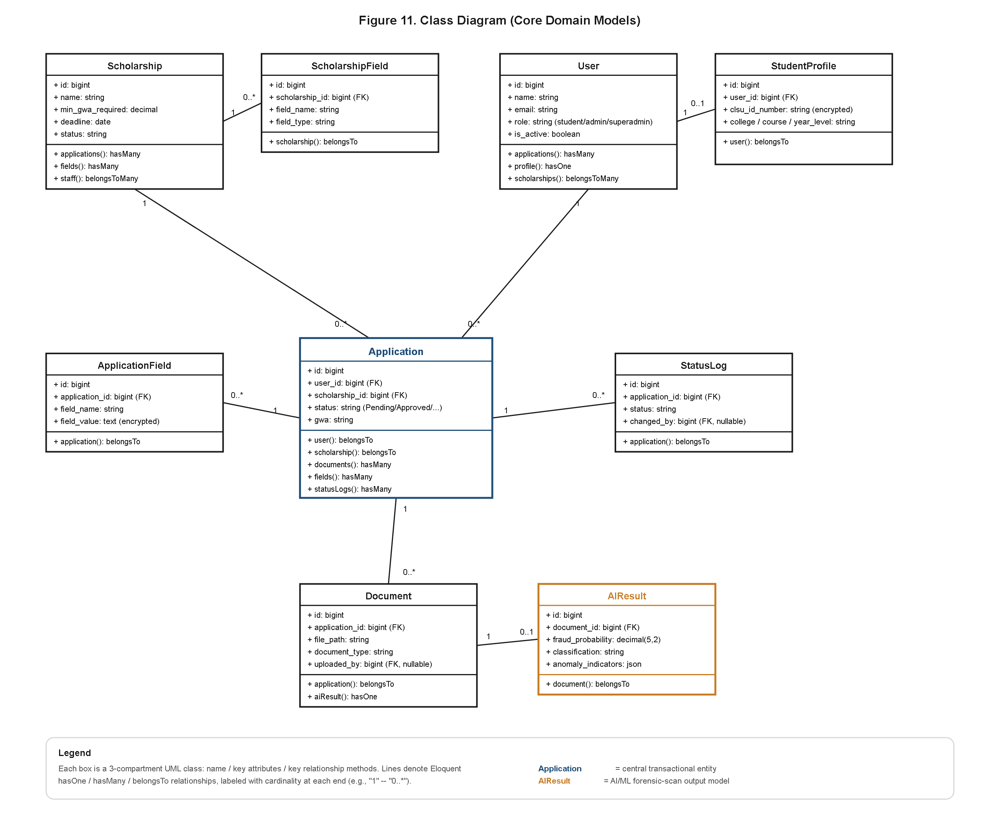 Figure 11. Class Diagram (Core Domain Models)
Scholarship
+ id: bigint
+ name: string
+ min_gwa_required: decimal
+ deadline: date
+ status: string
+ applications(): hasMany
+ fields(): hasMany
+ staff(): belongsToMany
1
0..*
ScholarshipField
+ id: bigint
+ scholarship_id: bigint (FK)
+ field_name: string
+ field_type: string
+ scholarship(): belongsTo
User
+ id: bigint
+ name: string
+ email: string
+ role: string (student/admin/superadmin)
+ is_active: boolean
+ applications(): hasMany
+ profile(): hasOne
+ scholarships(): belongsToMany
1
0..1
StudentProfile
+ id: bigint
+ user_id: bigint (FK)
+ clsu_id_number: string (encrypted)
+ college / course / year_level: string
+ user(): belongsTo
1
1
0..*
0..*
ApplicationField
+ id: bigint
+ application_id: bigint (FK)
+ field_name: string
+ field_value: text (encrypted)
+ application(): belongsTo
0..*
1
Application
+ id: bigint
+ user_id: bigint (FK)
+ scholarship_id: bigint (FK)
+ status: string (Pending/Approved/...)
+ gwa: string
+ user(): belongsTo
+ scholarship(): belongsTo
+ documents(): hasMany
+ fields(): hasMany
+ statusLogs(): hasMany
1
0..*
StatusLog
+ id: bigint
+ application_id: bigint (FK)
+ status: string
+ changed_by: bigint (FK, nullable)
+ application(): belongsTo
1
0..*
Document
+ id: bigint
+ application_id: bigint (FK)
+ file_path: string
+ document_type: string
+ uploaded_by: bigint (FK, nullable)
+ application(): belongsTo
+ aiResult(): hasOne
1
0..1
AIResult
+ id: bigint
+ document_id: bigint (FK)
+ fraud_probability: decimal(5,2)
+ classification: string
+ anomaly_indicators: json
+ document(): belongsTo
Legend
Each box is a 3-compartment UML class: name / key attributes / key relationship methods. Lines denote Eloquent
hasOne / hasMany / belongsTo relationships, labeled with cardinality at each end (e.g., "1" -- "0..*").
Application = central transactional entity
AIResult = AI/ML forensic-scan output model